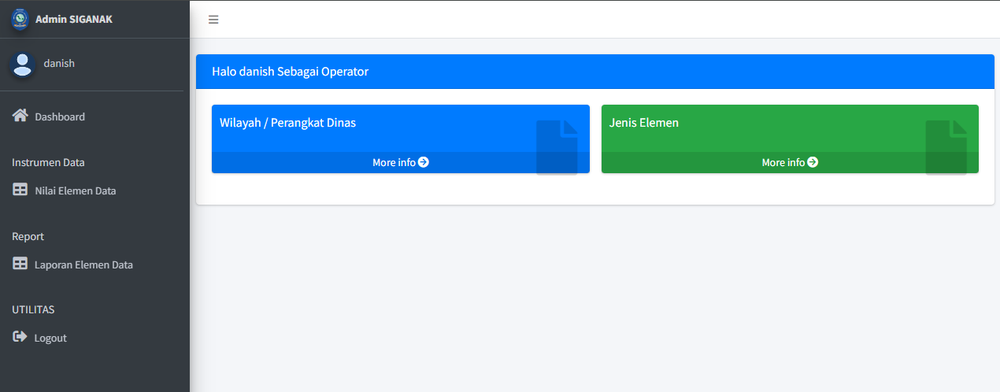 Admin SIGANAK
danish
Dashboard
Instrumen Data
Nilai Elemen Data
Report
Laporan Elemen Data
UTILITAS
Logout
Halo danish Sebagai Operator
Wilayah / Perangkat Dinas
More info
Jenis Elemen
More info